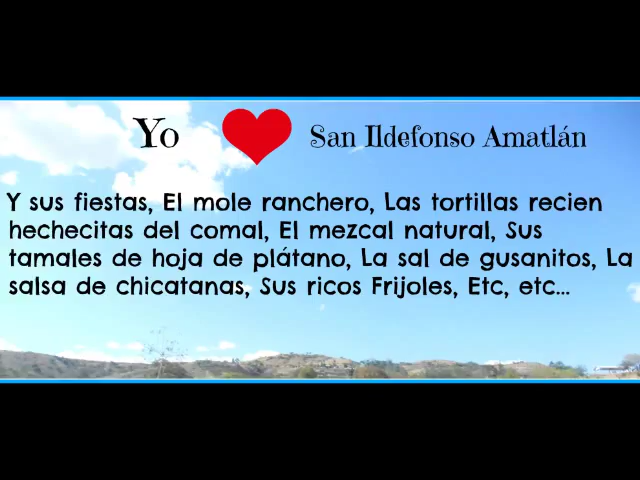 Yo San Ildefonso Amatlán
Y sus fiestas, El mole ranchero, Las tortillas recien
hechecitas del comal, El mezcal natural, Sus
tamales de hoja de plátano, La sal de gusanitos, La
salsa de chicatanas, Sus ricos Frijoles, Etc, etc...